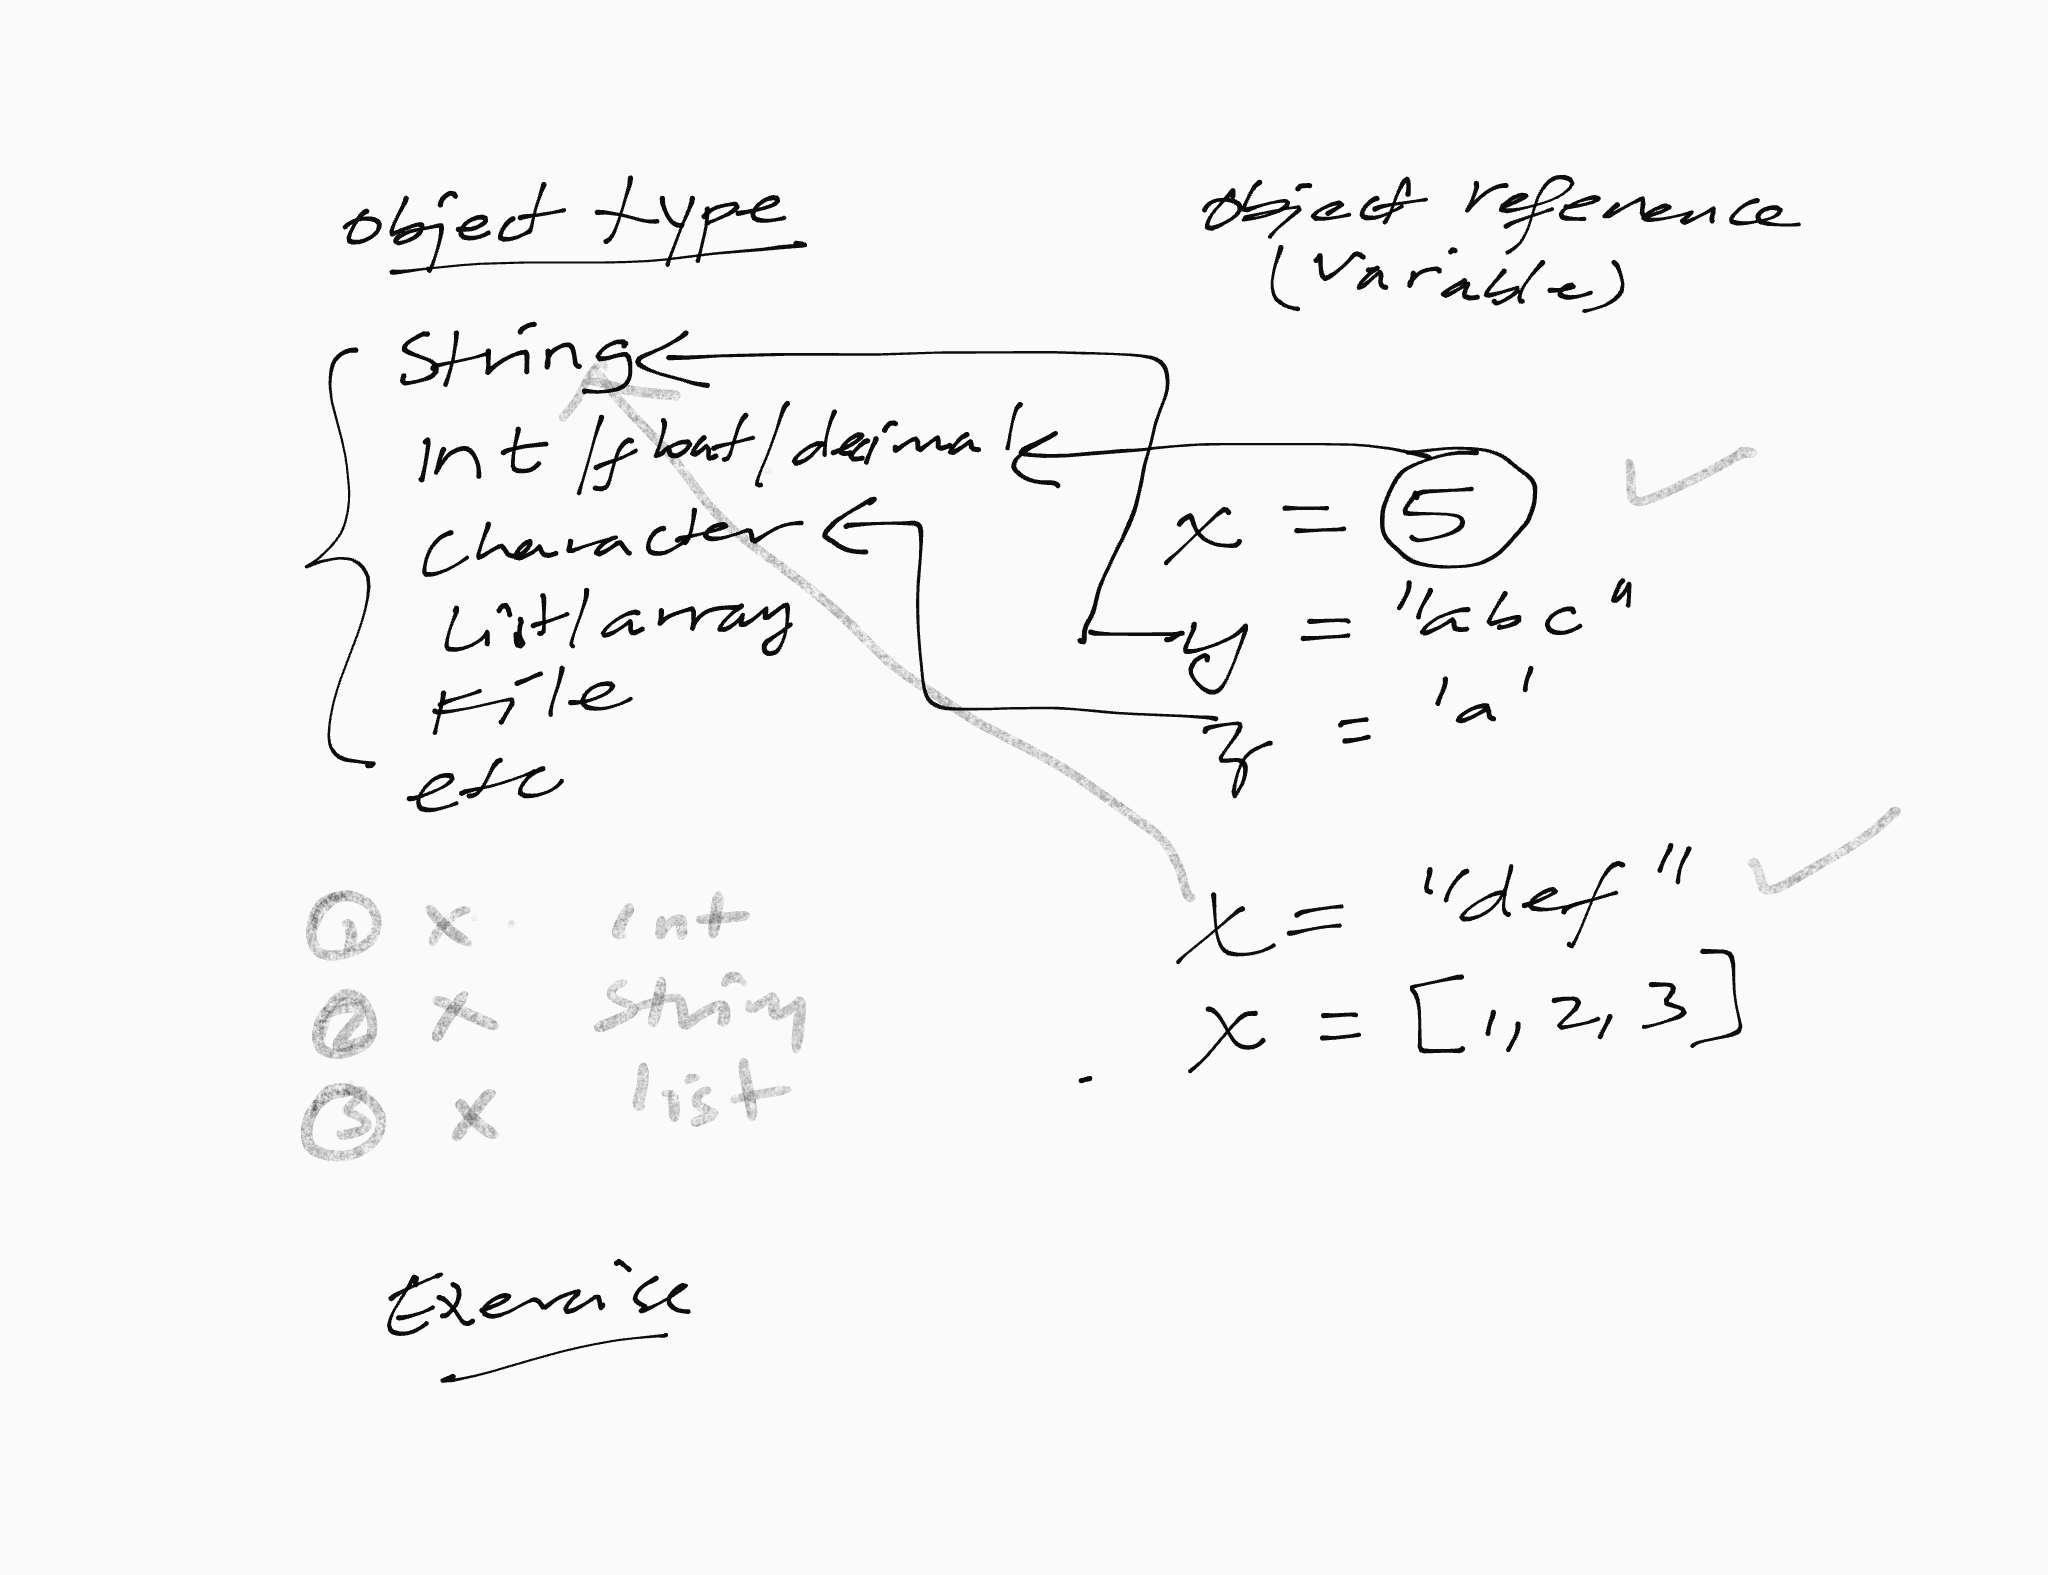 object type
String
Int/float/decimal
Character
List/array
File
etc
object reference
(variable)
x = 5
y = "abc"
z = 'a'
x = "def"
x = [1, 2, 3]
① x int
② x string
③ x list
Exercise